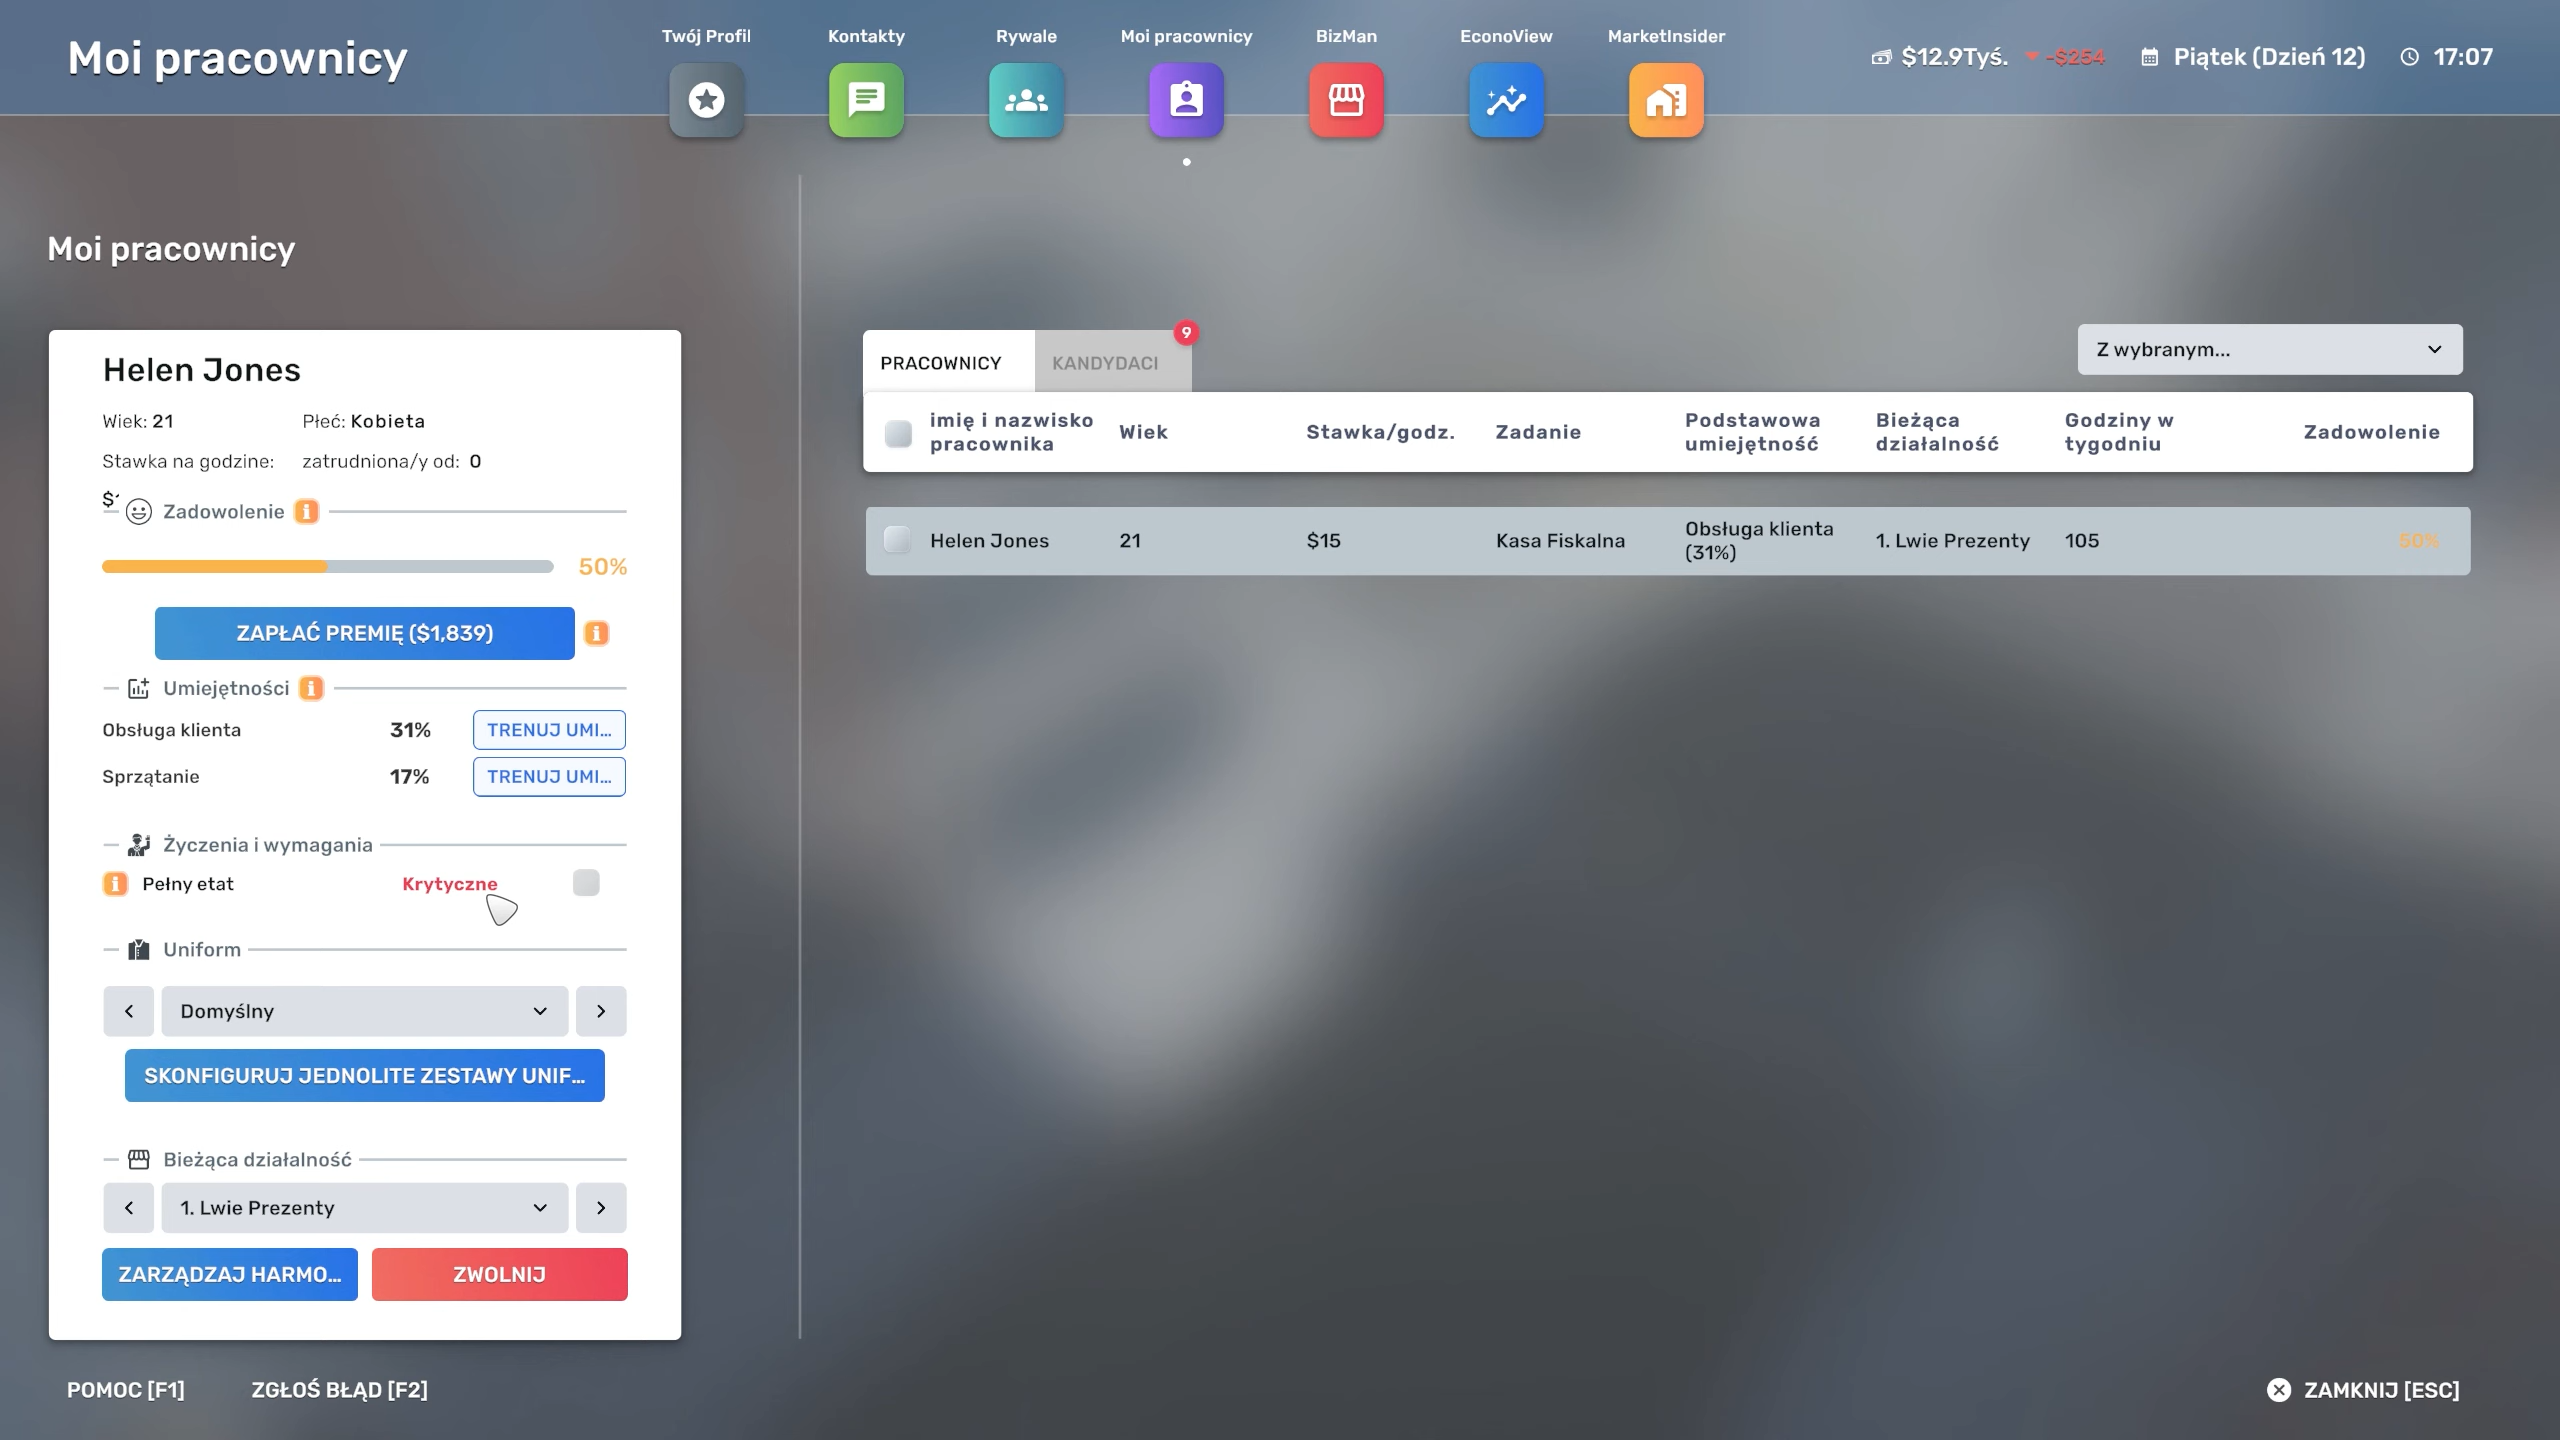 Moi pracownicy
Twój Profil
Kontakty
Rywale
Moi pracownicy
BizMan
EconoView
MarketInsider
$12.9Tyś.
-$254
Piątek (Dzień 12)
17:07
Moi pracownicy
Helen Jones
Wiek: 21
Płeć: Kobieta
Stawka na godzine:
zatrudniona/y od: 0
Zadowolenie
50%
ZAPŁAĆ PREMIĘ ($1,839)
Umiejętności
Obsługa klienta 31% TRENUJ UMI...
Sprzątanie 17% TRENUJ UMI...
Życzenia i wymagania
Pełny etat Krytyczne
Uniform
Domyślny
SKONFIGURUJ JEDNOLITE ZESTAWY UNIF...
Bieżąca działalność
1. Lwie Prezenty
ZARZĄDZAJ HARMO...
ZWOLNIJ
PRACOWNICY
KANDYDACI
9
Z wybranym...
imię i nazwisko pracownika
Wiek
Stawka/godz.
Zadanie
Podstawowa umiejętność
Bieżąca działalność
Godziny w tygodniu
Zadowolenie
Helen Jones
21
$15
Kasa Fiskalna
Obsługa klienta (31%)
1. Lwie Prezenty
105
50%
POMOC [F1]
ZGŁOŚ BŁĄD [F2]
ZAMKNIJ [ESC]